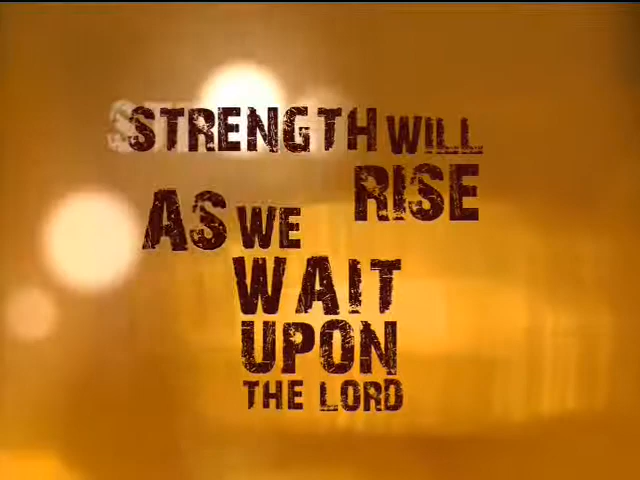 STRENGTH WILL
RISE
AS WE
WAIT
UPON
THE LORD